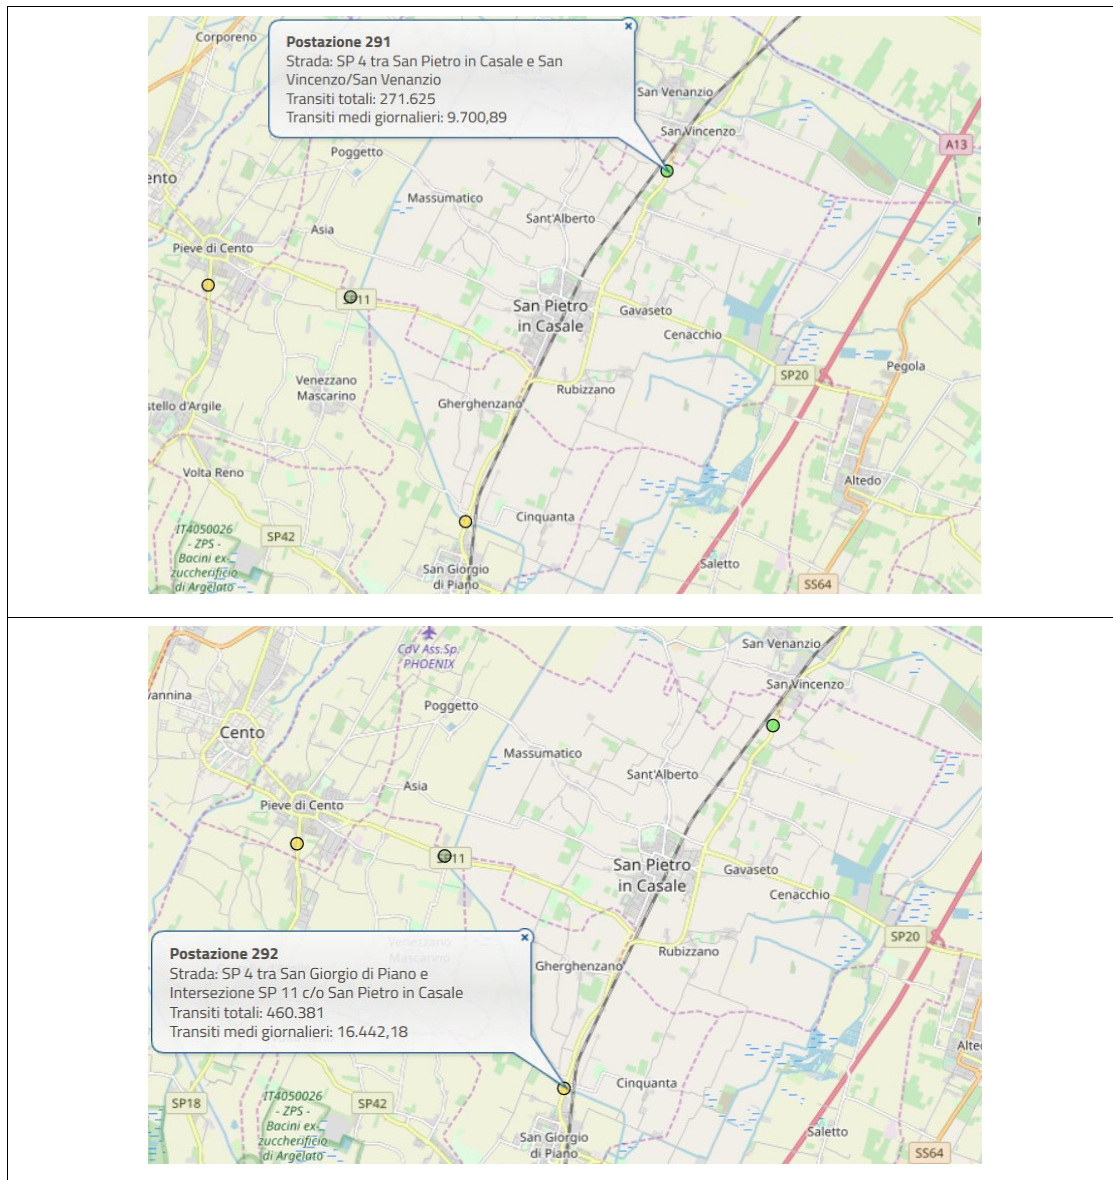 Corporeno
Postazione 291
Strada: SP 4 tra San Pietro in Casale e San
Vincenzo/San Venanzio
Transiti totali: 271.625
Transiti medi giornalieri: 9.700,89
San Venanzio
San Vincenzo
A13
Poggetto
ento
Massumatico
Sant'Alberto
Asia
Pieve di Cento
SP11
San Pietro
in Casale
Gavaseto
Cenacchio
SP20
Pegola
Venezzano
Mascarino
Rubizzano
Gherghenzano
stello d'Argile
Volta Reno
Altedo
IT4050026
- ZPS -
Bacini ex-
zuccherificio
di Argelato
SP42
Cinquanta
San Giorgio
di Piano
Saletto
SS64
CdV Ass.Sp.
PHOENIX
San Venanzio
vannina
San Vincenzo
Poggetto
Cento
Massumatico
Sant'Alberto
Asia
Pieve di Cento
SP11
San Pietro
in Casale
Gavaseto
Cenacchio
SP20
Venezzano
Mascarino
Postazione 292
Strada: SP 4 tra San Giorgio di Piano e
Intersezione SP 11 c/o San Pietro in Casale
Transiti totali: 460.381
Transiti medi giornalieri: 16.442,18
Rubizzano
Gherghenzano
Alte
Cinquanta
SP18
IT4050026
- ZPS -
Bacini ex-
zuccherificio
di Argelato
SP42
San Giorgio
di Piano
Saletto
SS64